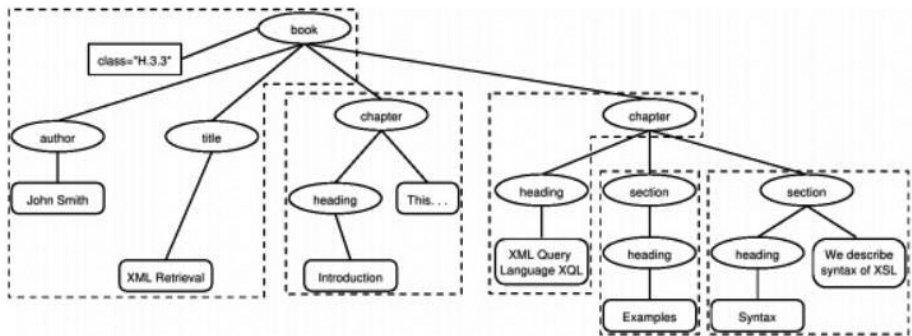 book
class="H.3.3"
chapter
chapter
author
title
heading
section
section
John Smith
heading
This. . .
XML Query
Language XQL
heading
heading
We describe
syntax of XSL
XML Retrieval
Introduction
Examples
Syntax